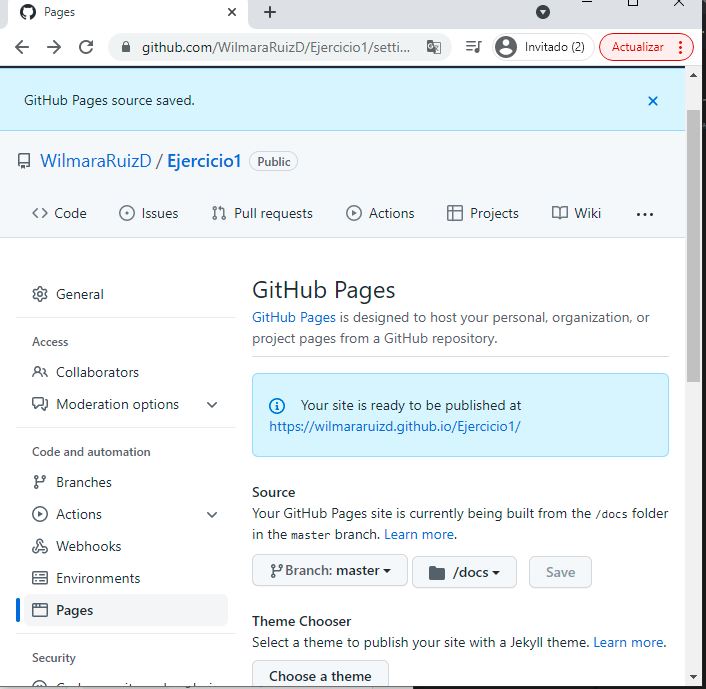 Pages
github.com/WilmaraRuizD/Ejercicio1/setti...
Invitado (2)
Actualizar
GitHub Pages source saved.
WilmaraRuizD / Ejercicio1 Public
Code Issues Pull requests Actions Projects Wiki ...
General
Access
Collaborators
Moderation options
Code and automation
Branches
Actions
Webhooks
Environments
Pages
Security
GitHub Pages
GitHub Pages is designed to host your personal, organization, or
project pages from a GitHub repository.
Your site is ready to be published at
https://wilmararuizd.github.io/Ejercicio1/
Source
Your GitHub Pages site is currently being built from the /docs folder
in the master branch. Learn more.
Branch: master /docs Save
Theme Chooser
Select a theme to publish your site with a Jekyll theme. Learn more.
Choose a theme